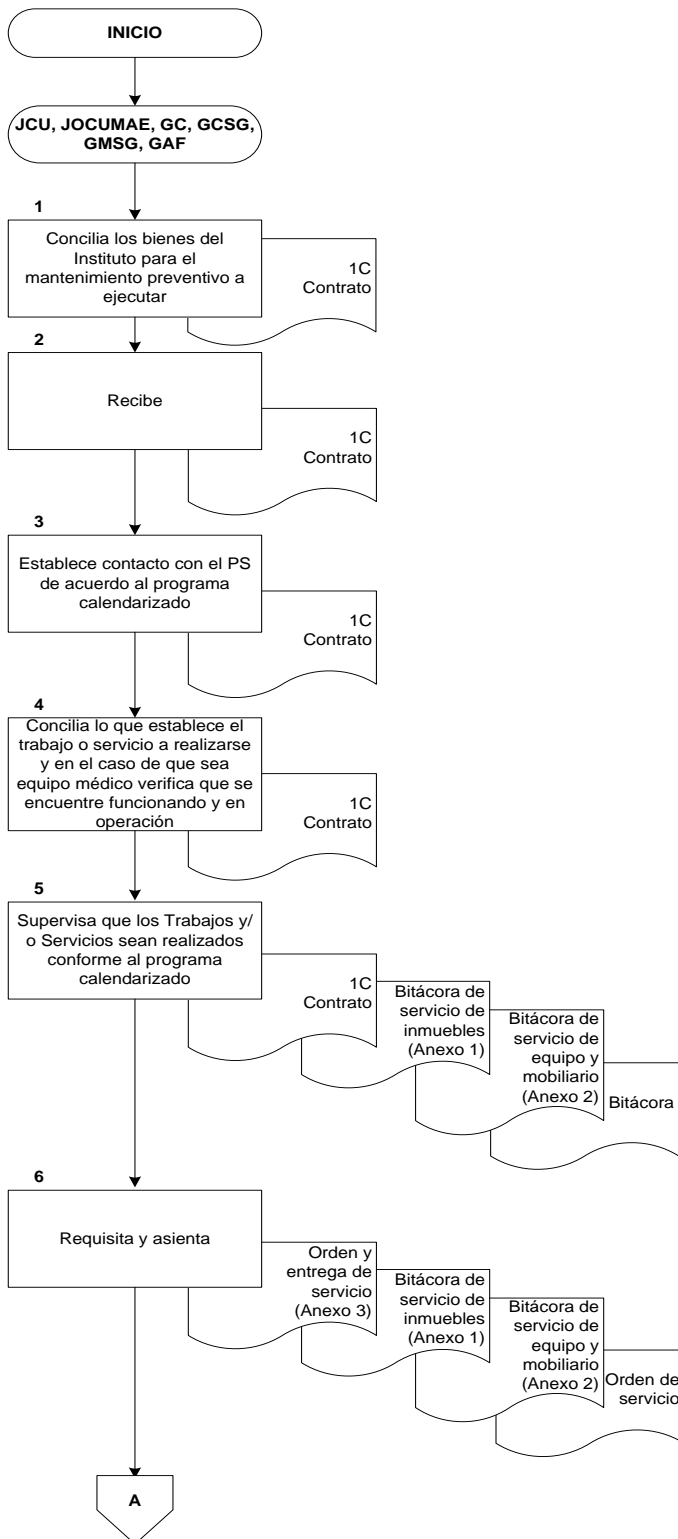 INICIO
JCU, JOCUMAE, GC, GCSG,
GMSG, GAF
1
Concilia los bienes del
Instituto para el
mantenimiento preventivo a
ejecutar
1C
Contrato
2
Recibe
1C
Contrato
3
Establece contacto con el PS
de acuerdo al programa
calendarizado
1C
Contrato
4
Concilia lo que establece el
trabajo o servicio a realizarse
y en el caso de que sea
equipo médico verifica que se
encuentre funcionando y en
operación
1C
Contrato
5
Supervisa que los Trabajos y/
o Servicios sean realizados
conforme al programa
calendarizado
1C
Contrato
Bitácora de
servicio de
inmuebles
(Anexo 1)
Bitácora de
servicio de
equipo y
mobiliario
(Anexo 2)
Bitácora
6
Requisita y asienta
Orden y
entrega de
servicio
(Anexo 3)
Bitácora de
servicio de
inmuebles
(Anexo 1)
Bitácora de
servicio de
equipo y
mobiliario
(Anexo 2)
Orden de
servicio
A